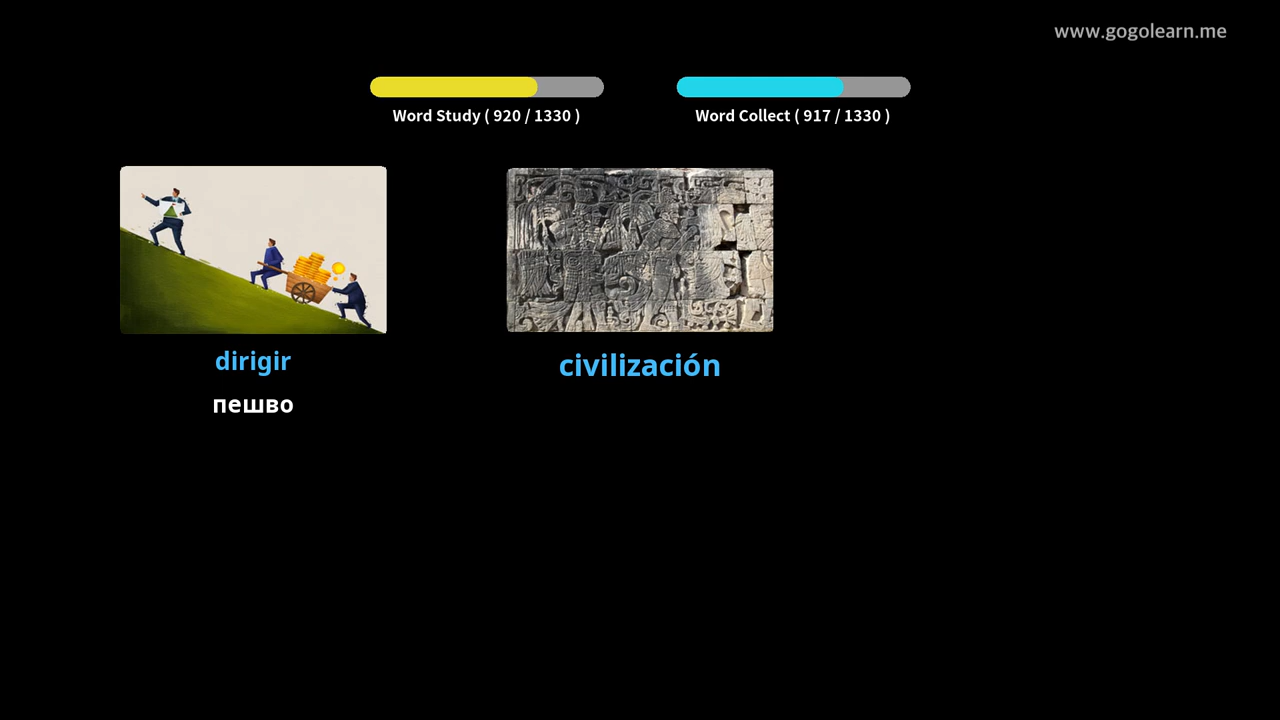 www.gogolearn.me
Word Study ( 920 / 1330 )
Word Collect ( 917 / 1330 )
dirigir
пешво
civilización